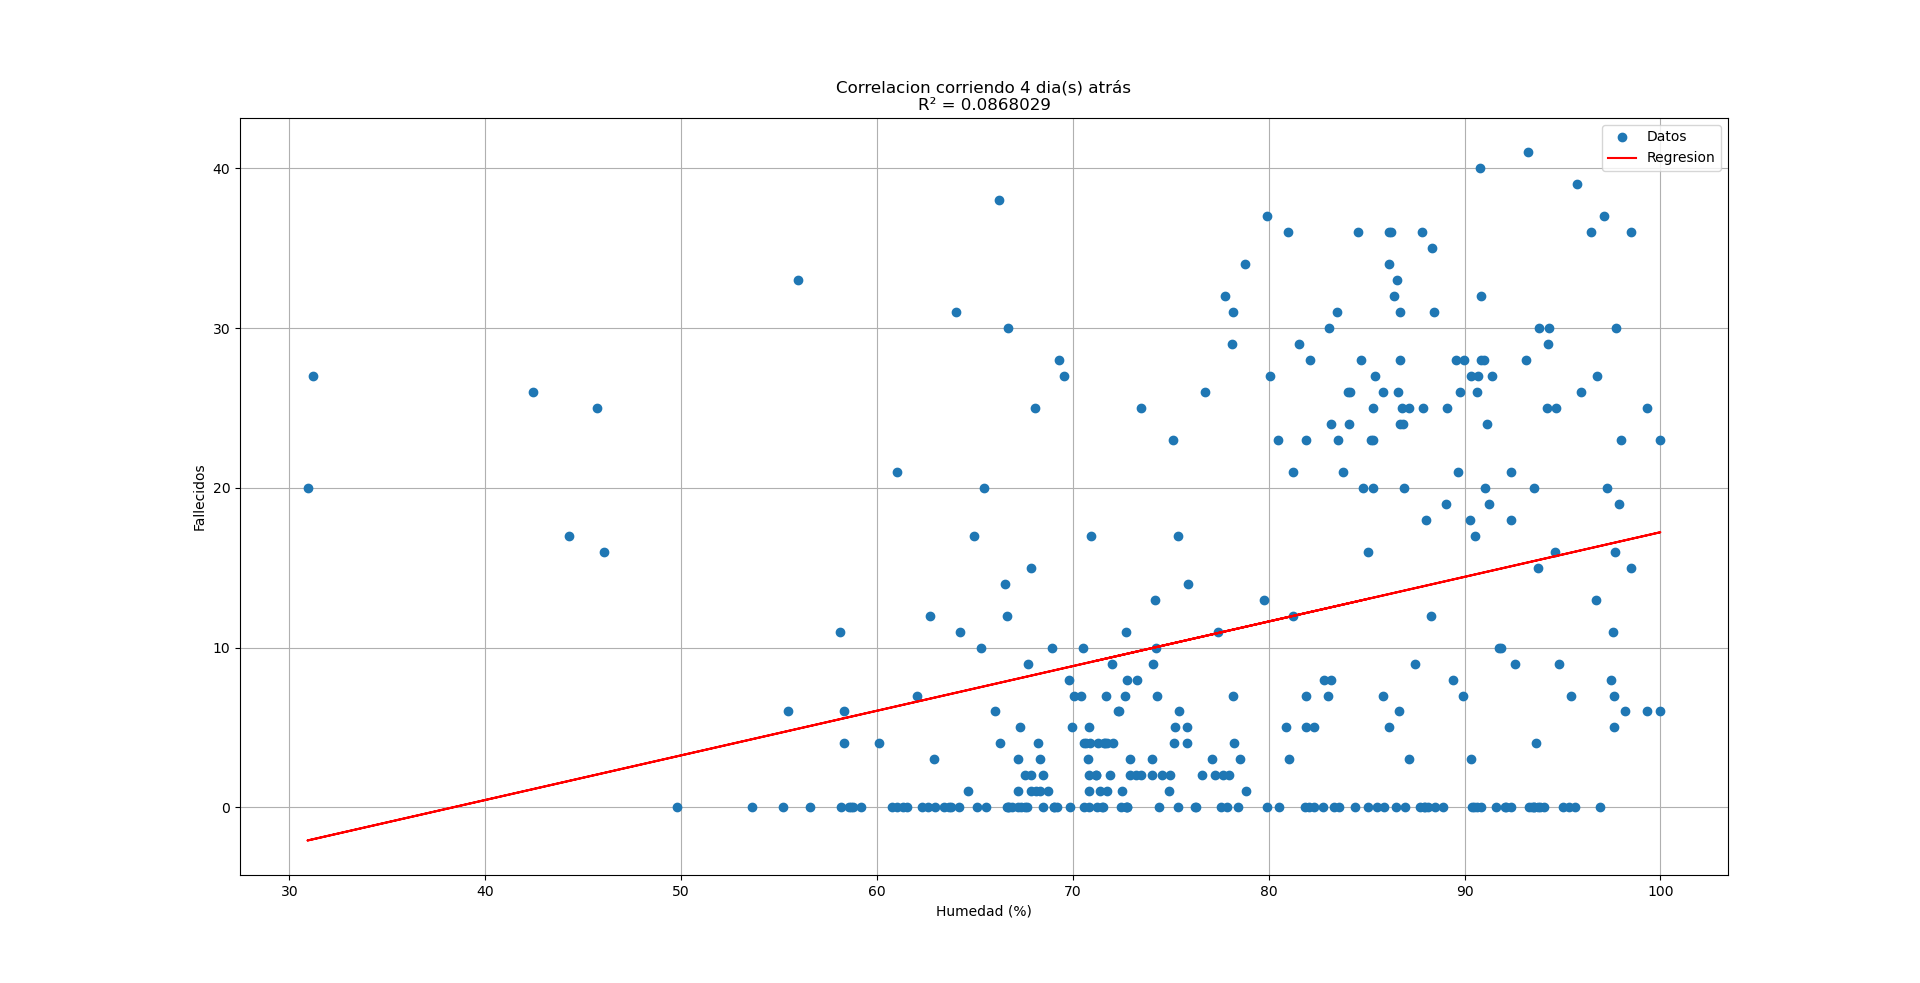 Correlacion corriendo 4 dia(s) atrás
R² = 0.0868029
Datos
Regresion
40
30
20
10
0
Fallecidos
30 40 50 60 70 80 90 100
Humedad (%)